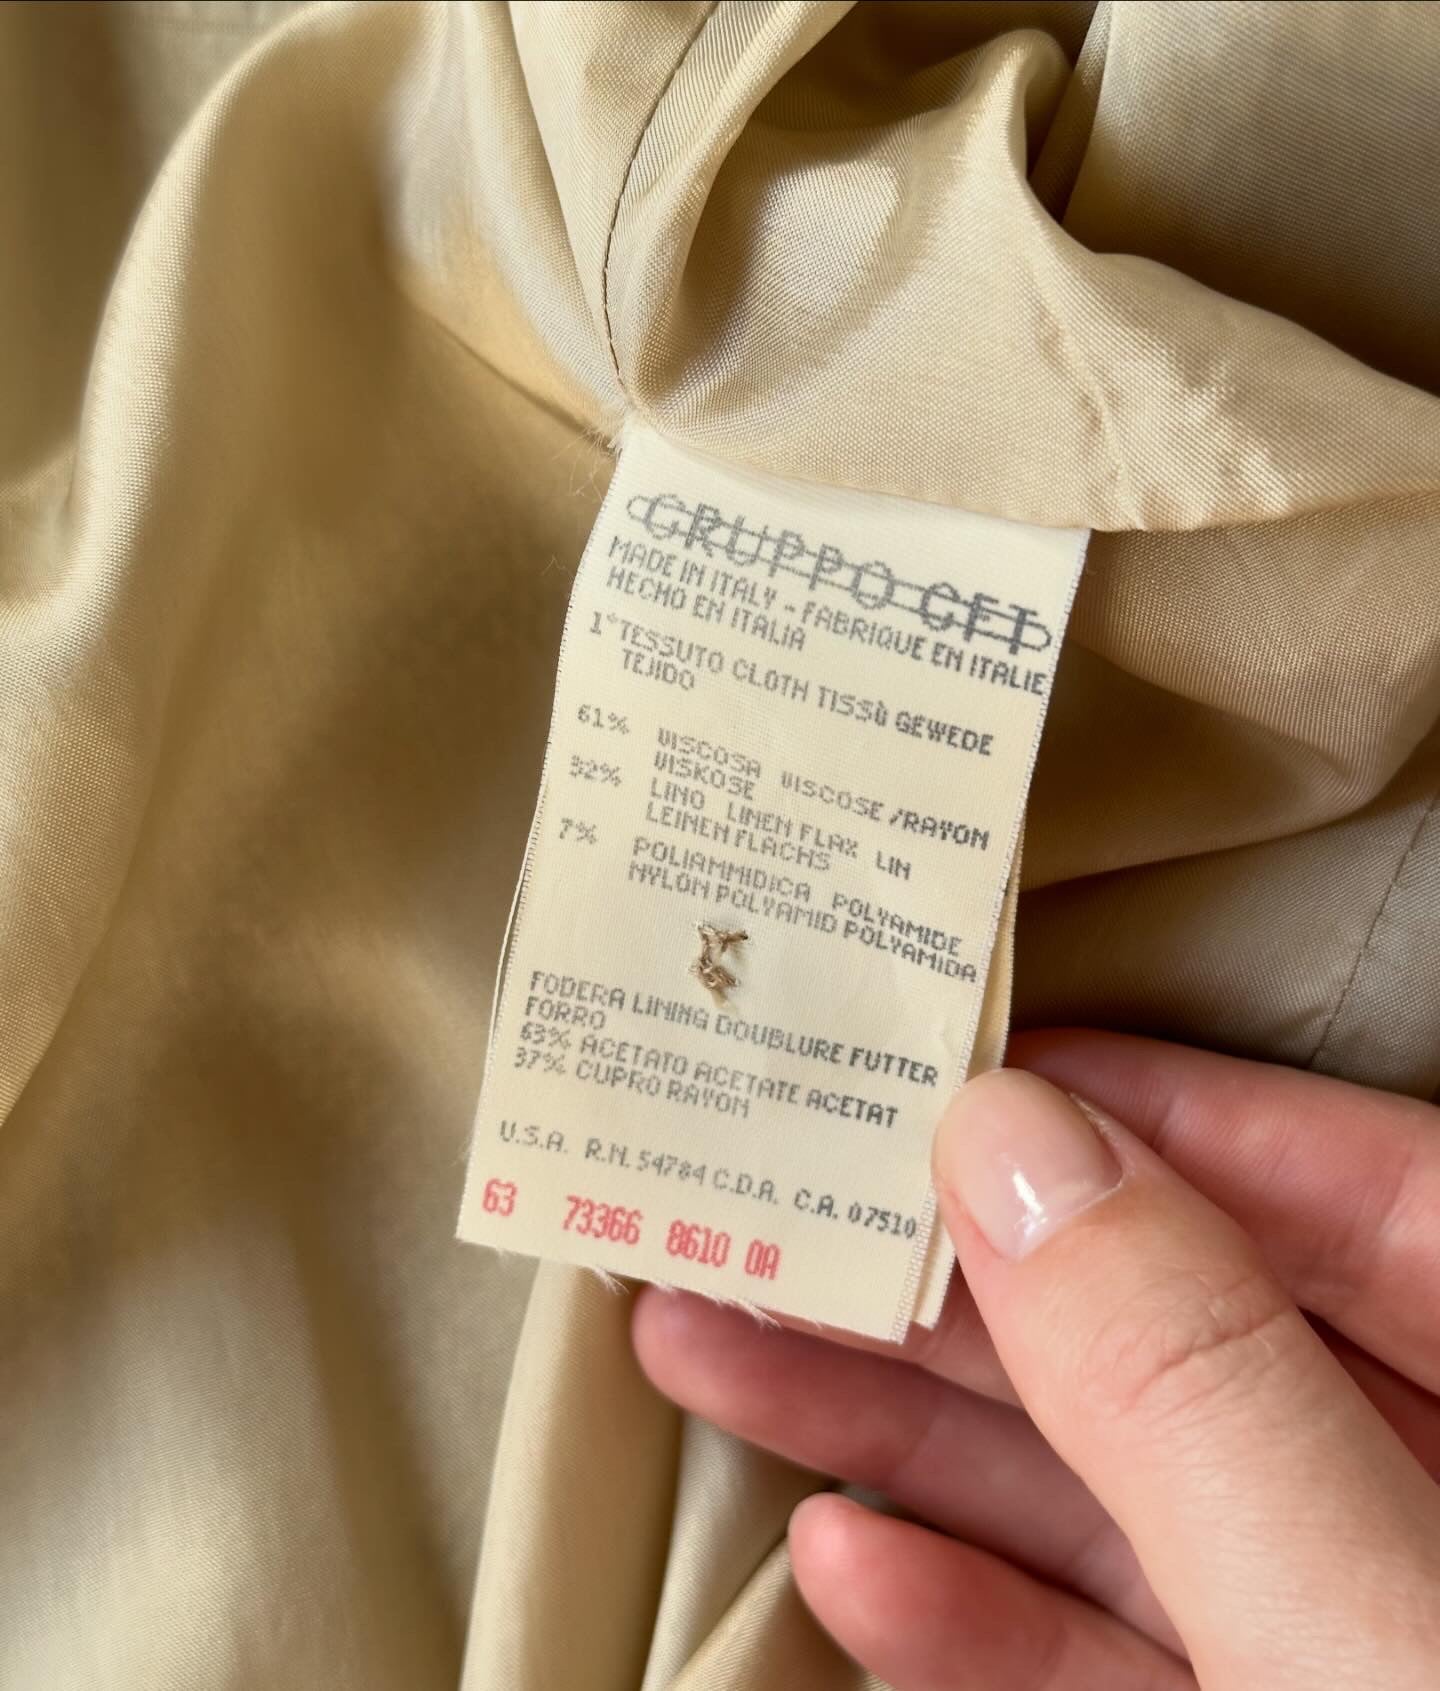 GRUPPO GFT
MADE IN ITALY - FABRIQUE EN ITALIE
HECHO EN ITALIA
1° TESSUTO CLOTH TISSÙ GEWEDE
TEJIDO
61% VISCOSA VISCOSE/RAYON
VISKOSE
32% LINO LINEN FLAX LIN
LEINENFLACHS
7% POLIAMMIDICA POLYAMIDE
NYLON POLYAMID POLYAMIDA
FODERA LINING DOUBLURE FUTTER
FORRO
63% ACETATO ACETATE ACETAT
37% CUPRO RAYON
U.S.A. R.N. 54784 C.D.A. C.A. 07510
63 73366 8610 0A